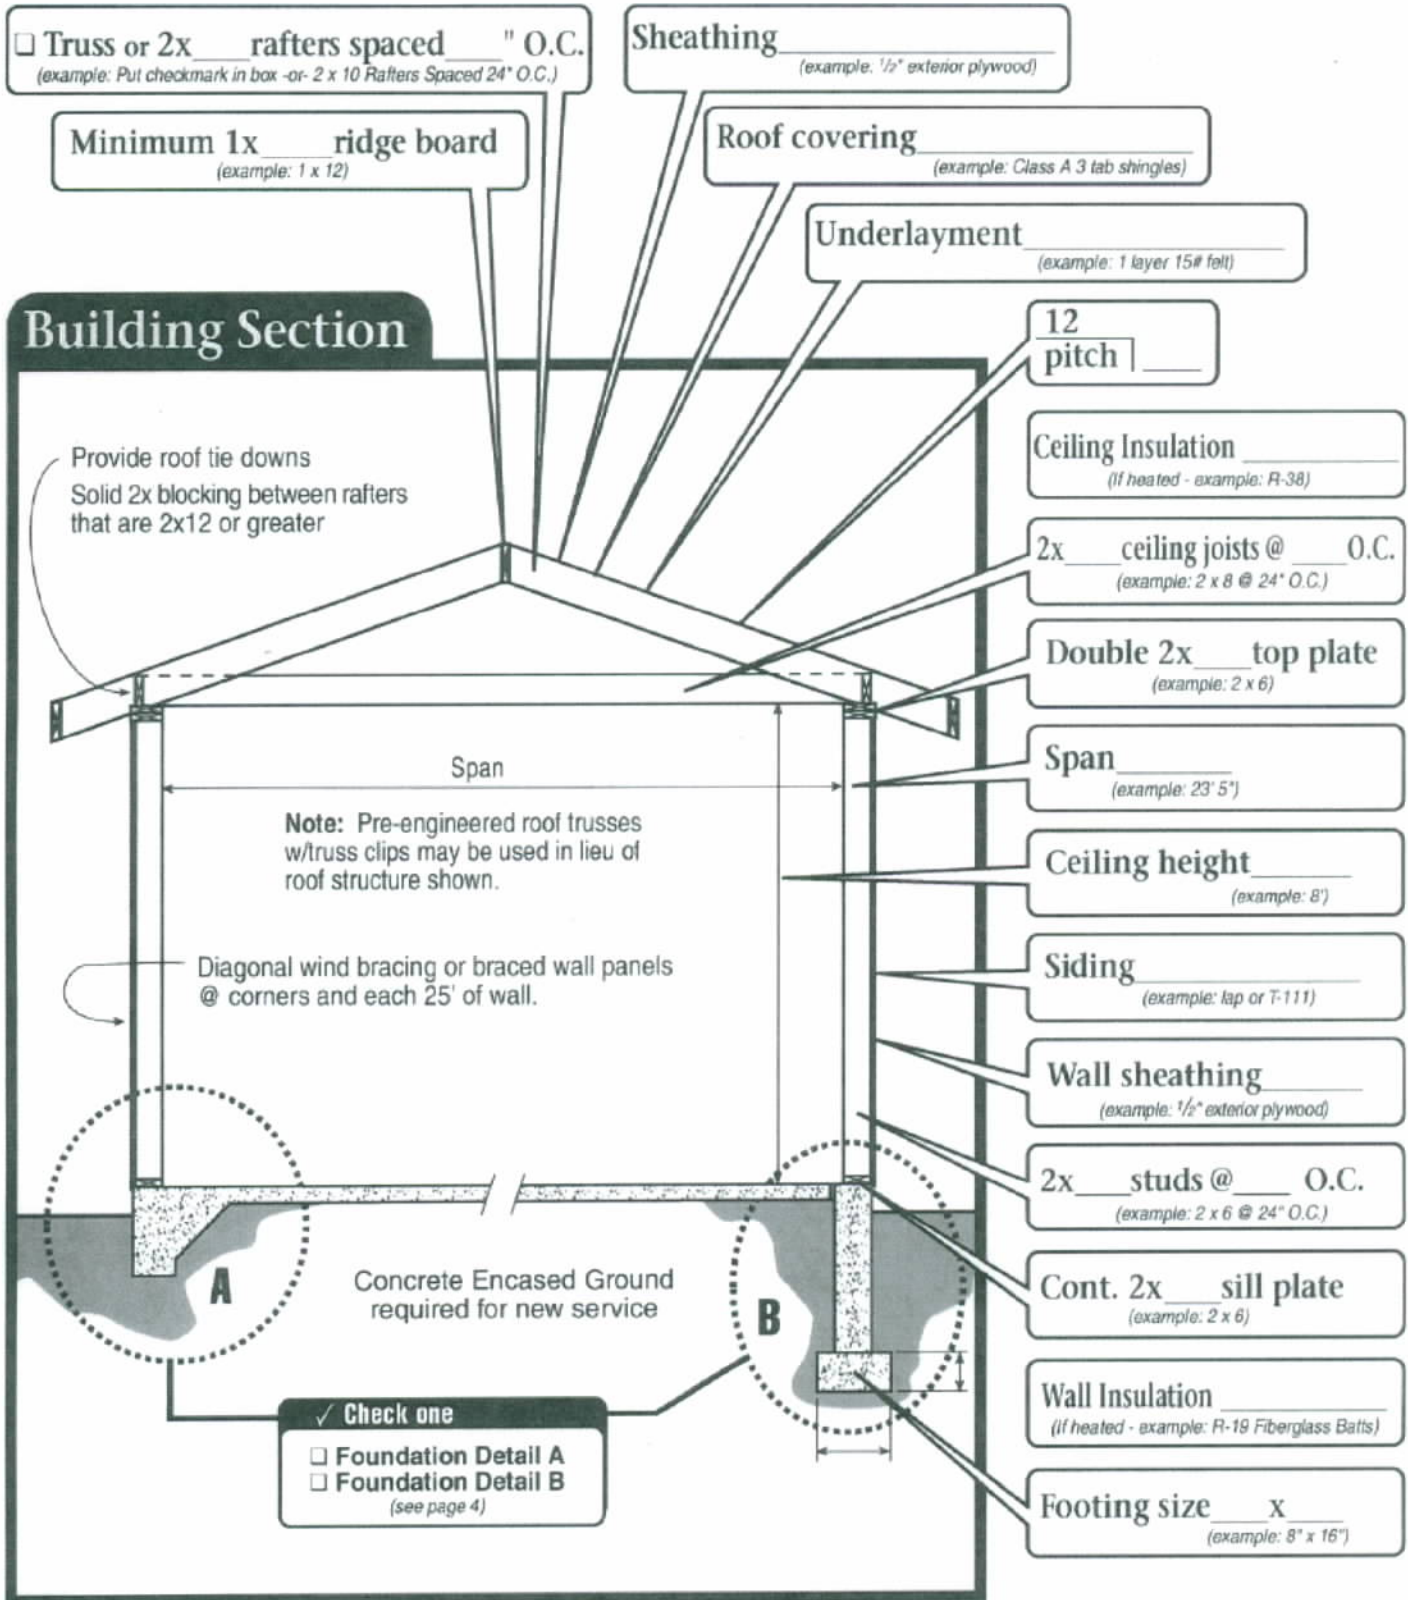 ❑ Truss or 2x___rafters spaced___" O.C.
(example: Put checkmark in box -or- 2 x 10 Rafters Spaced 24" O.C.)
Sheathing
(example. 1/2" exterior plywood)
Minimum 1x____ridge board
(example: 1 x 12)
Roof covering
(example: Class A 3 tab shingles)
Underlayment
(example: 1 layer 15# felt)
12
pitch ___
Building Section
Provide roof tie downs
Solid 2x blocking between rafters
that are 2x12 or greater
Ceiling Insulation
(If heated - example: R-38)
2x___ceiling joists @ ___O.C.
(example: 2 x 8 @ 24" O.C.)
Double 2x___top plate
(example: 2 x 6)
Span
Span
(example: 23' 5")
Note: Pre-engineered roof trusses
w/truss clips may be used in lieu of
roof structure shown.
Ceiling height
(example: 8')
Diagonal wind bracing or braced wall panels
@ corners and each 25' of wall.
Siding
(example: lap or T-111)
Wall sheathing
(example: 1/2" exterior plywood)
2x___studs @___ O.C.
(example: 2 x 6 @ 24" O.C.)
A
Concrete Encased Ground
required for new service
B
Cont. 2x___sill plate
(example: 2 x 6)
Wall Insulation
(if heated - example: R-19 Fiberglass Batts)
✓ Check one
❑ Foundation Detail A
❑ Foundation Detail B
(see page 4)
Footing size___x___
(example: 8" x 16")